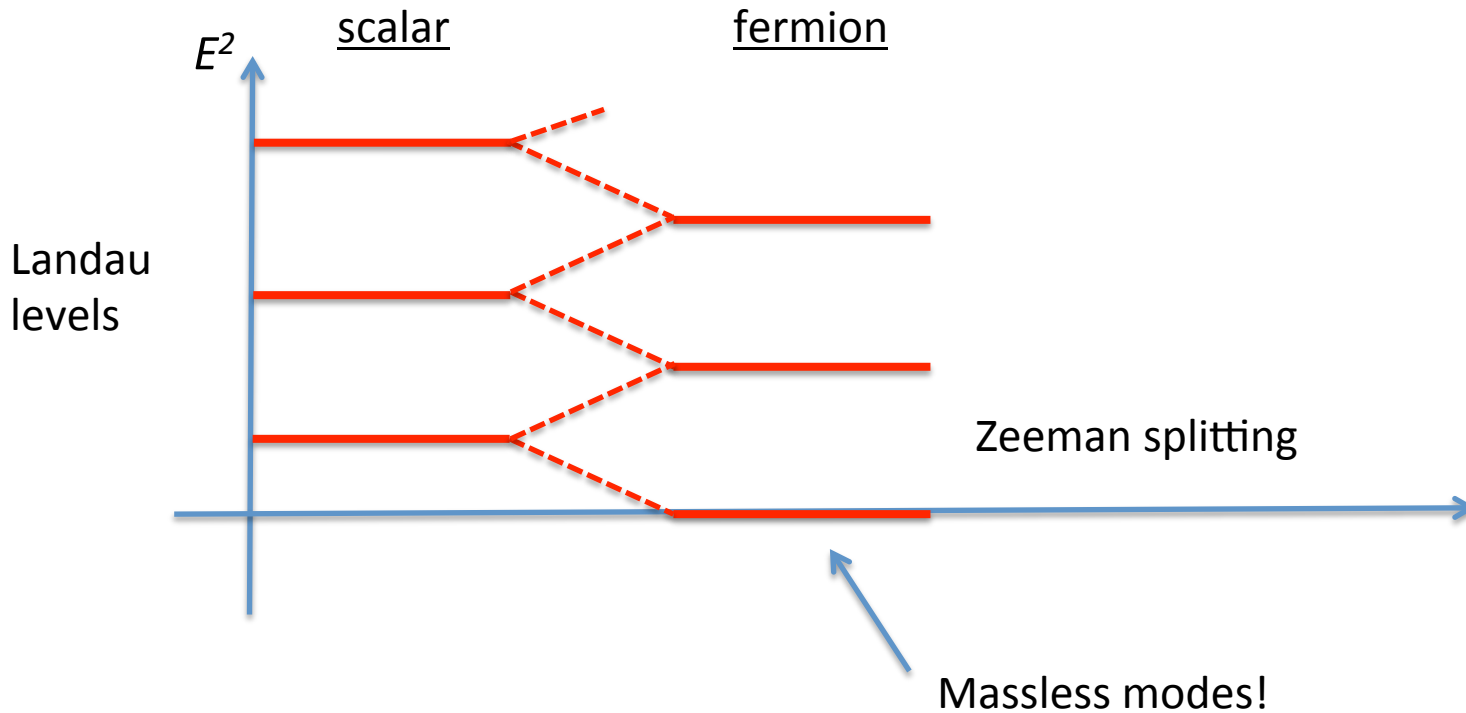 scalar
fermion
E²
Landau
levels
Zeeman splitting
Massless modes!